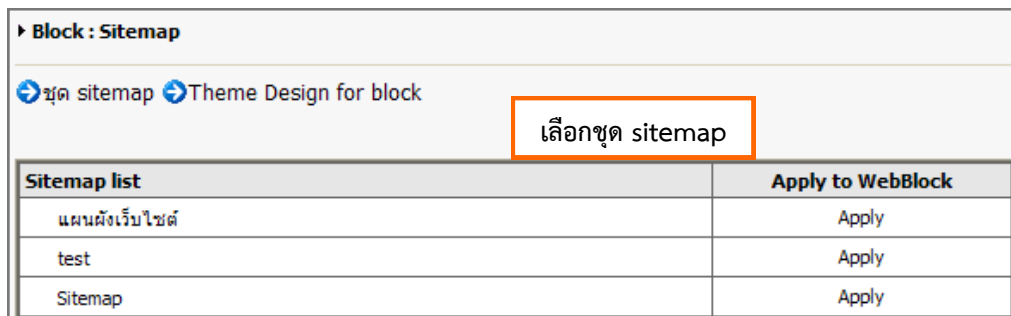 Block : Sitemap
ชุด sitemap Theme Design for block
เลือกชุด sitemap
Sitemap list Apply to WebBlock
แผนผังเว็บไซต์ Apply
test Apply
Sitemap Apply